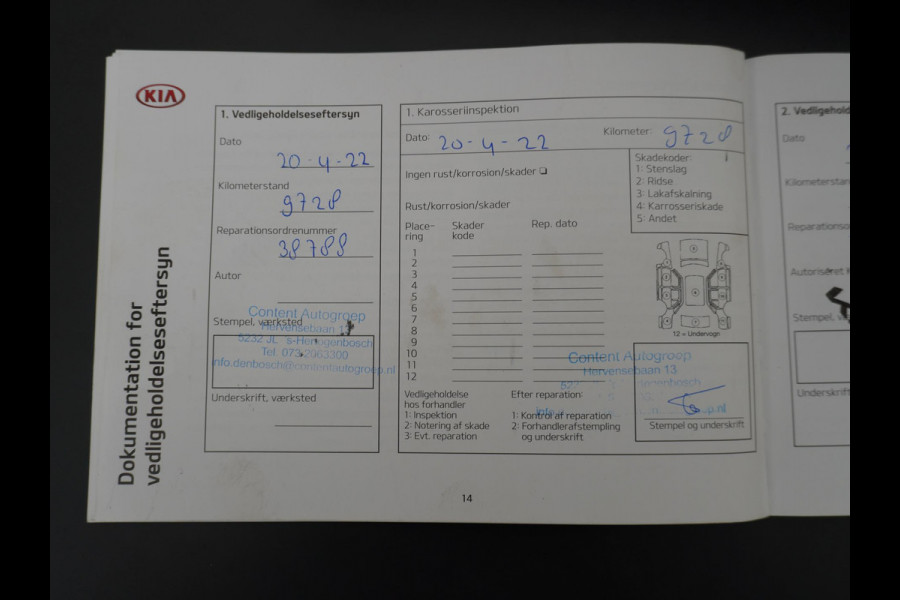 KIA
Dokumentation for
vedligeholdelseseftersyn
1. Vedligeholdelseseftersyn
Dato
20-4-22
Kilometerstand
9728
Reparationsordrenummer
38788
Autor
Stempel, værksted
Content Autogroep
Hervensebaan 13
5232 JL 's-Hertogenbosch
Tel. 073 2063300
info.denbosch@contentautogroep.nl
Underskrift, værksted
1. Karosseriinspektion
Dato: 20-4-22
Kilometer: 9728
Ingen rust/korrosion/skader
Skadekoder:
1: Stenslag
2: Ridse
3: Lakafskalning
4: Karrosseriskade
5: Andet
Rust/korrosion/skader
Place-
ring
Skader
kode
Rep. dato
1
2
3
4
5
6
7
8
9
10
11
12
12 = Undervogn
Content Autogroep
Hervensebaan 13
Stempel og underskrift
Vedligeholdelse
hos forhandler
1: Inspektion
2: Notering af skade
3: Evt. reparation
Efter reparation:
1: Kontrol af reparation
2: Forhandlerafstempling
og underskrift
14
2. Vedligehold
Dato
Kilometerstan
Reparationso
Autoriseret
Stempel, v
Underskrift